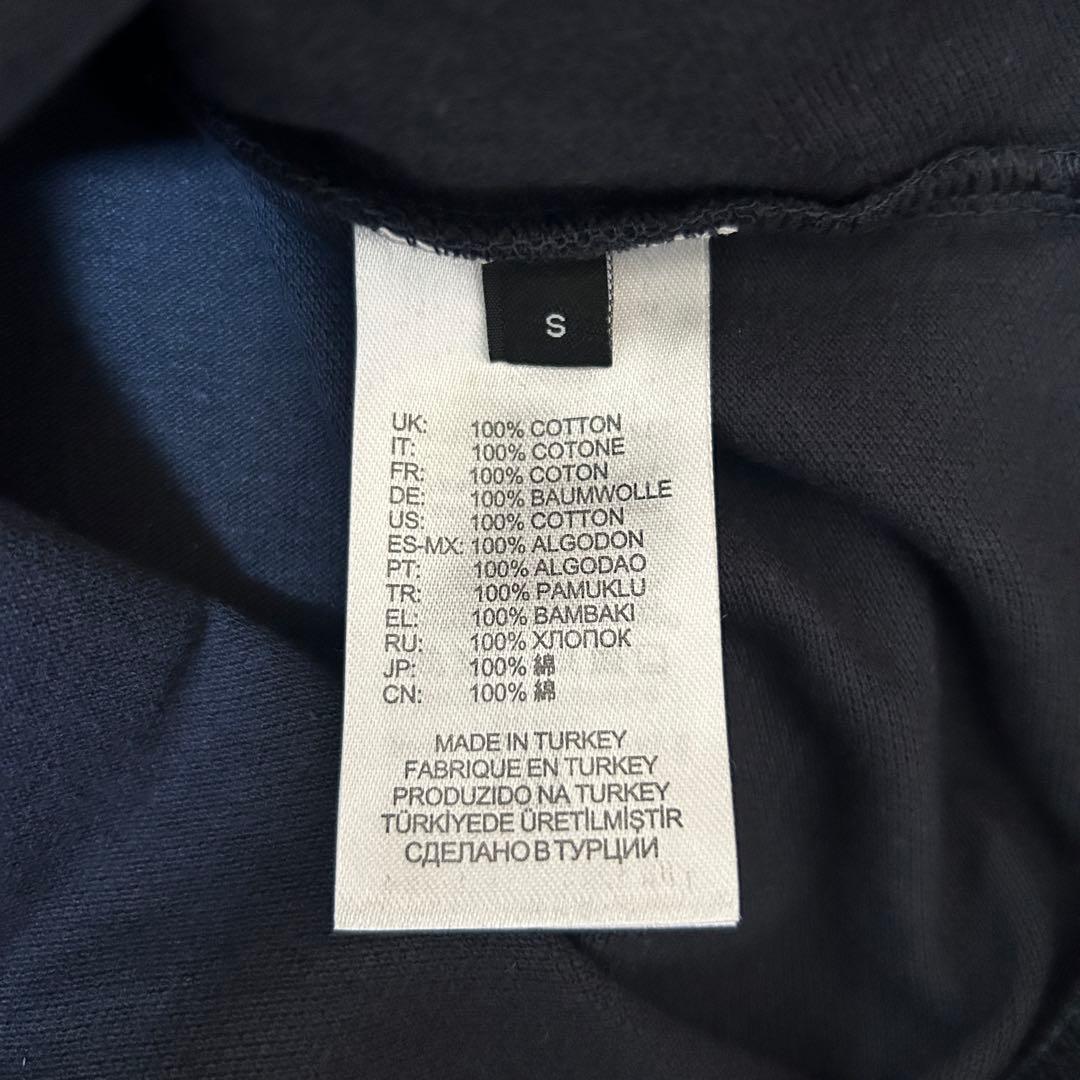 S
UK: 100% COTTON
IT: 100% COTONE
FR: 100% COTON
DE: 100% BAUMWOLLE
US: 100% COTTON
ES-MX: 100% ALGODON
PT: 100% ALGODAO
TR: 100% PAMUKLU
EL: 100% BAMBAKI
RU: 100% ХЛОПОК
JP: 100% 綿
CN: 100% 綿
MADE IN TURKEY
FABRIQUE EN TURKEY
PRODUZIDO NA TURKEY
TÜRKİYEDE ÜRETİLMİŞTİR
СДЕЛАНО В ТУРЦИИ